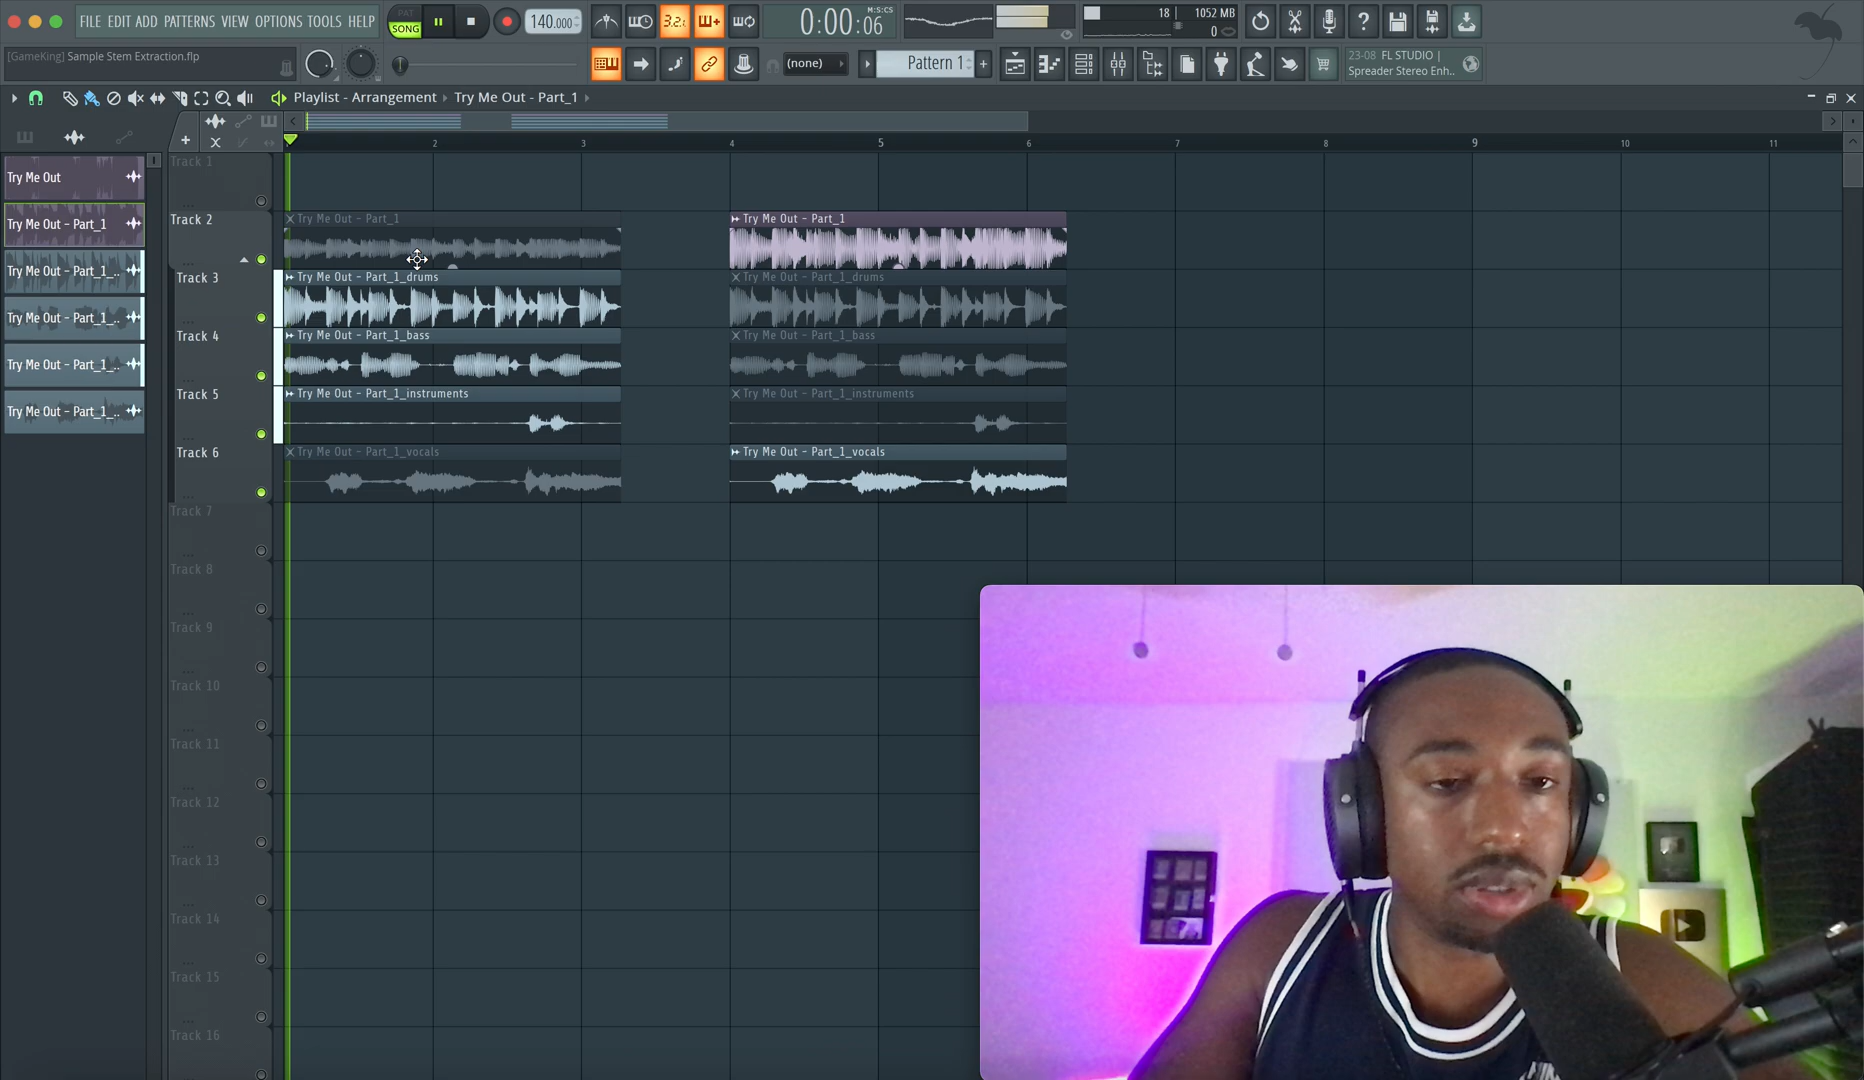 FILE EDIT ADD PATTERNS VIEW OPTIONS TOOLS HELP
PAT
SONG
140.000
3.2.
0:00:06
M:S:CS
18
1052 MB
0
[GameKing] Sample Stem Extraction.flp
(none)
Pattern 1
23-08 FL STUDIO |
Spreader Stereo Enh..
Playlist - Arrangement
Try Me Out - Part_1
2
3
4
5
6
7
8
9
10
11
Try Me Out
Try Me Out - Part_1
Try Me Out - Part_1_..
Try Me Out - Part_1_..
Try Me Out - Part_1_..
Try Me Out - Part_1_..
Track 1
Track 2
Try Me Out - Part_1
Try Me Out - Part_1
Track 3
Try Me Out - Part_1_drums
Try Me Out - Part_1_drums
Track 4
Try Me Out - Part_1_bass
Try Me Out - Part_1_bass
Track 5
Try Me Out - Part_1_instruments
Try Me Out - Part_1_instruments
Track 6
Try Me Out - Part_1_vocals
Try Me Out - Part_1_vocals
Track 7
Track 8
Track 9
Track 10
Track 11
Track 12
Track 13
Track 14
Track 15
Track 16